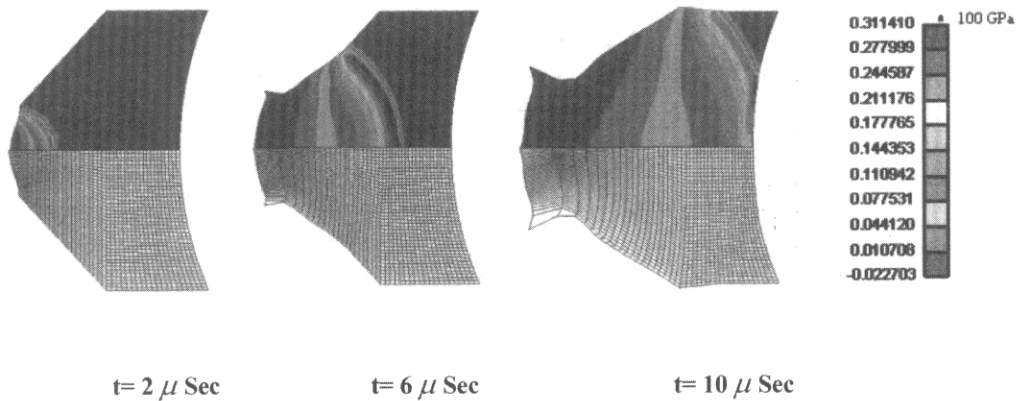 0.311410
100 GPa
0.277999
0.244587
0.211176
0.177765
0.144353
0.110942
0.077531
0.044120
0.010708
-0.022703
t= 2 μ Sec
t= 6 μ Sec
t= 10 μ Sec